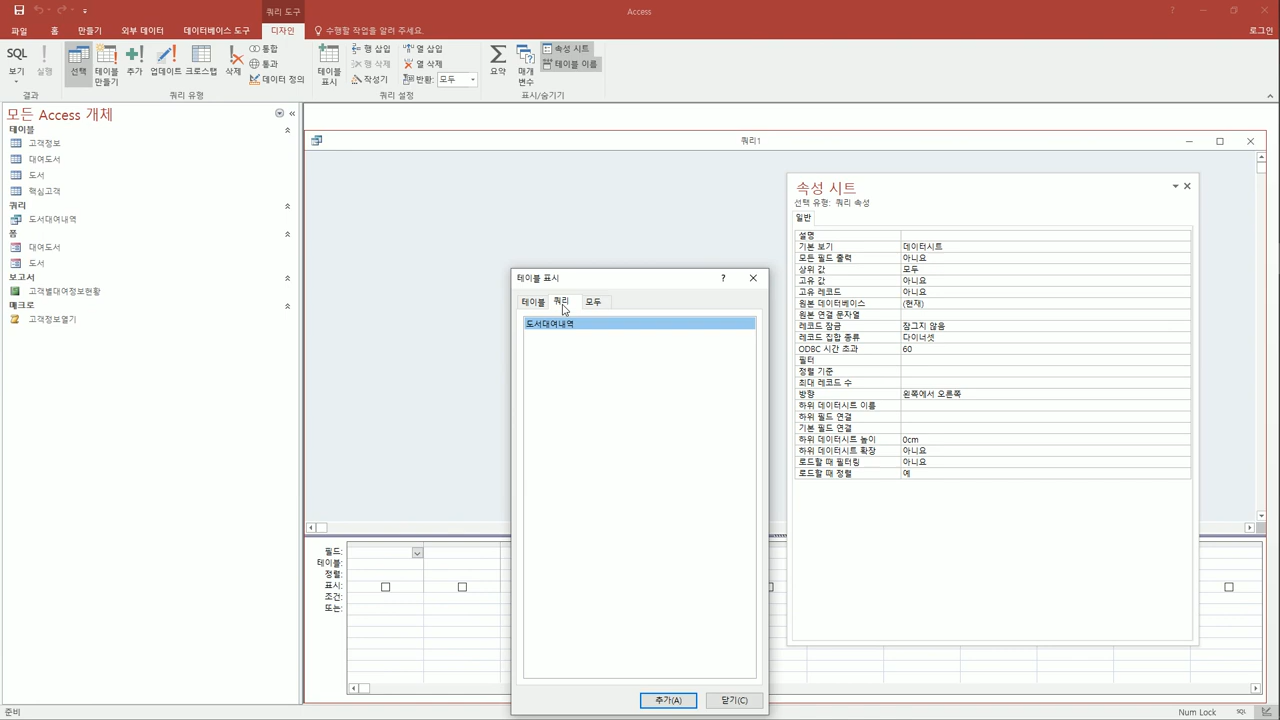 쿼리 도구
Access
파일 홈 만들기 외부 데이터 데이터베이스 도구 디자인 수행할 작업을 알려 주세요.
로그인
SQL 보기
실행
선택
테이블 만들기
추가
업데이트
크로스탭
삭제
통합
통과
데이터 정의
테이블 표시
행 삽입
행 삭제
작성기
열 삽입
열 삭제
반환: 모두
요약
매개 변수
속성 시트
테이블 이름
결과
쿼리 유형
쿼리 설정
표시/숨기기
모든 Access 개체
테이블
고객정보
대여도서
도서
핵심고객
쿼리
도서대여내역
폼
대여도서
도서
보고서
고객별대여정보현황
매크로
고객정보열기
쿼리1
테이블 표시
?
테이블 쿼리 모두
도서대여내역
추가(A) 닫기(C)
속성 시트
선택 유형: 쿼리 속성
일반
설명
기본 보기 데이터시트
모든 필드 출력 아니요
상위 값 모두
고유 값 아니요
고유 레코드 아니요
원본 데이터베이스 (현재)
원본 연결 문자열
레코드 잠금 잠그지 않음
레코드 집합 종류 다이너셋
ODBC 시간 초과 60
필터
정렬 기준
최대 레코드 수
방향 왼쪽에서 오른쪽
하위 데이터시트 이름
하위 필드 연결
기본 필드 연결
하위 데이터시트 높이 0cm
하위 데이터시트 확장 아니요
로드할 때 필터링 아니요
로드할 때 정렬 예
필드:
테이블:
정렬:
표시:
조건:
또는:
준비
Num Lock
SQL